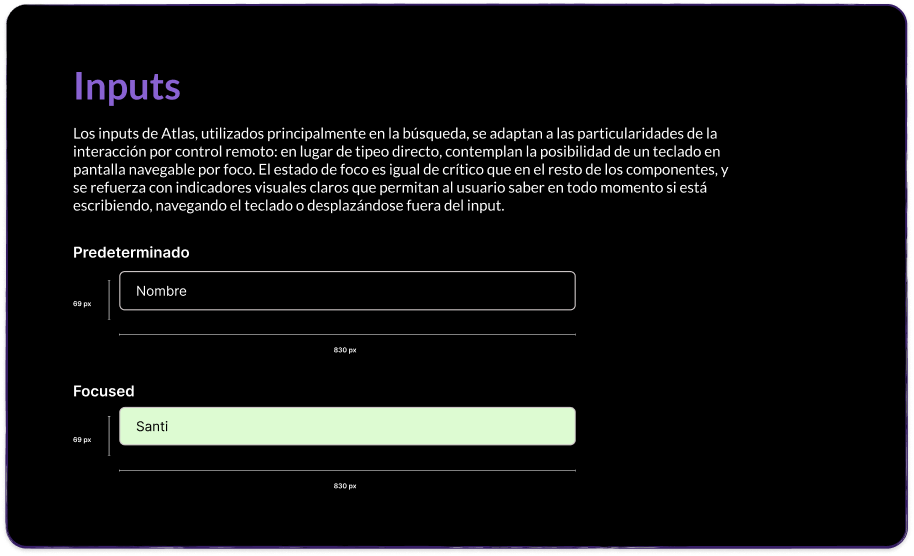 Inputs
Los inputs de Atlas, utilizados principalmente en la búsqueda, se adaptan a las particularidades de la
interacción por control remoto: en lugar de tipeo directo, contemplan la posibilidad de un teclado en
pantalla navegable por foco. El estado de foco es igual de crítico que en el resto de los componentes, y
se refuerza con indicadores visuales claros que permitan al usuario saber en todo momento si está
escribiendo, navegando el teclado o desplazándose fuera del input.
Predeterminado
Nombre
69 px
830 px
Focused
Santi
69 px
830 px